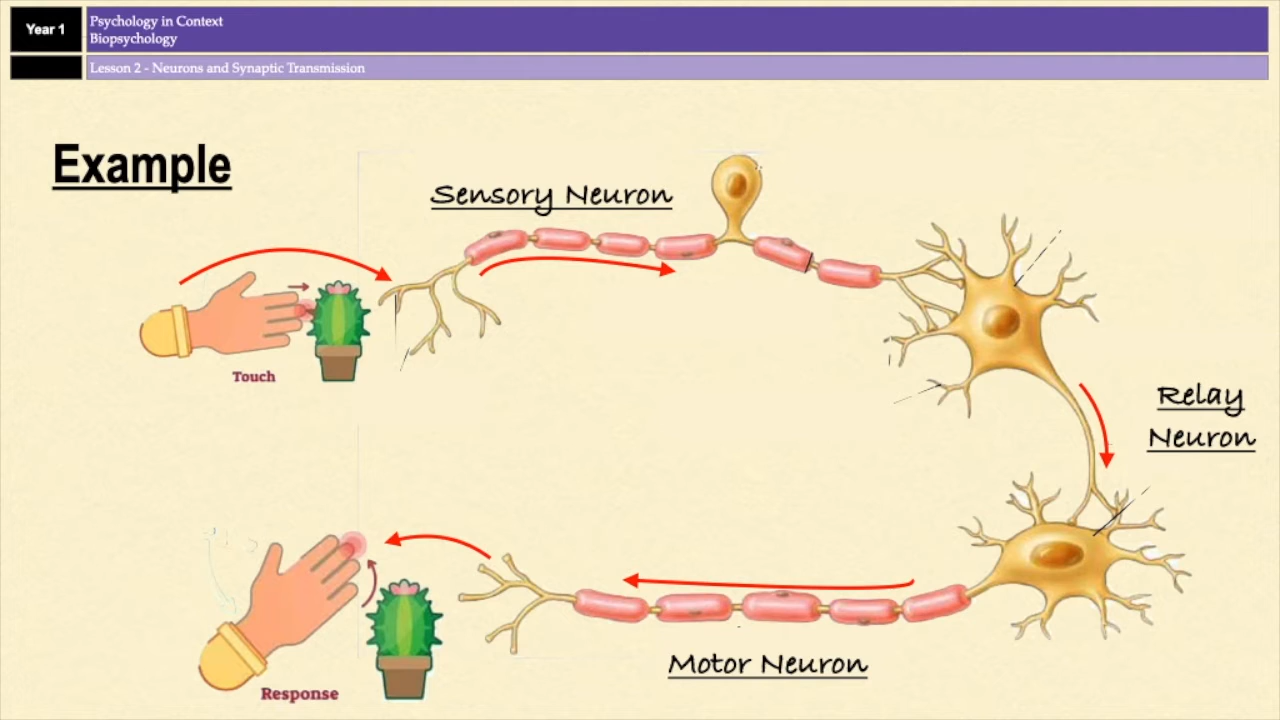 Year 1
Psychology in Context
Biopsychology
Lesson 2 - Neurons and Synaptic Transmission
Example
Sensory Neuron
Touch
Relay
Neuron
Motor Neuron
Response